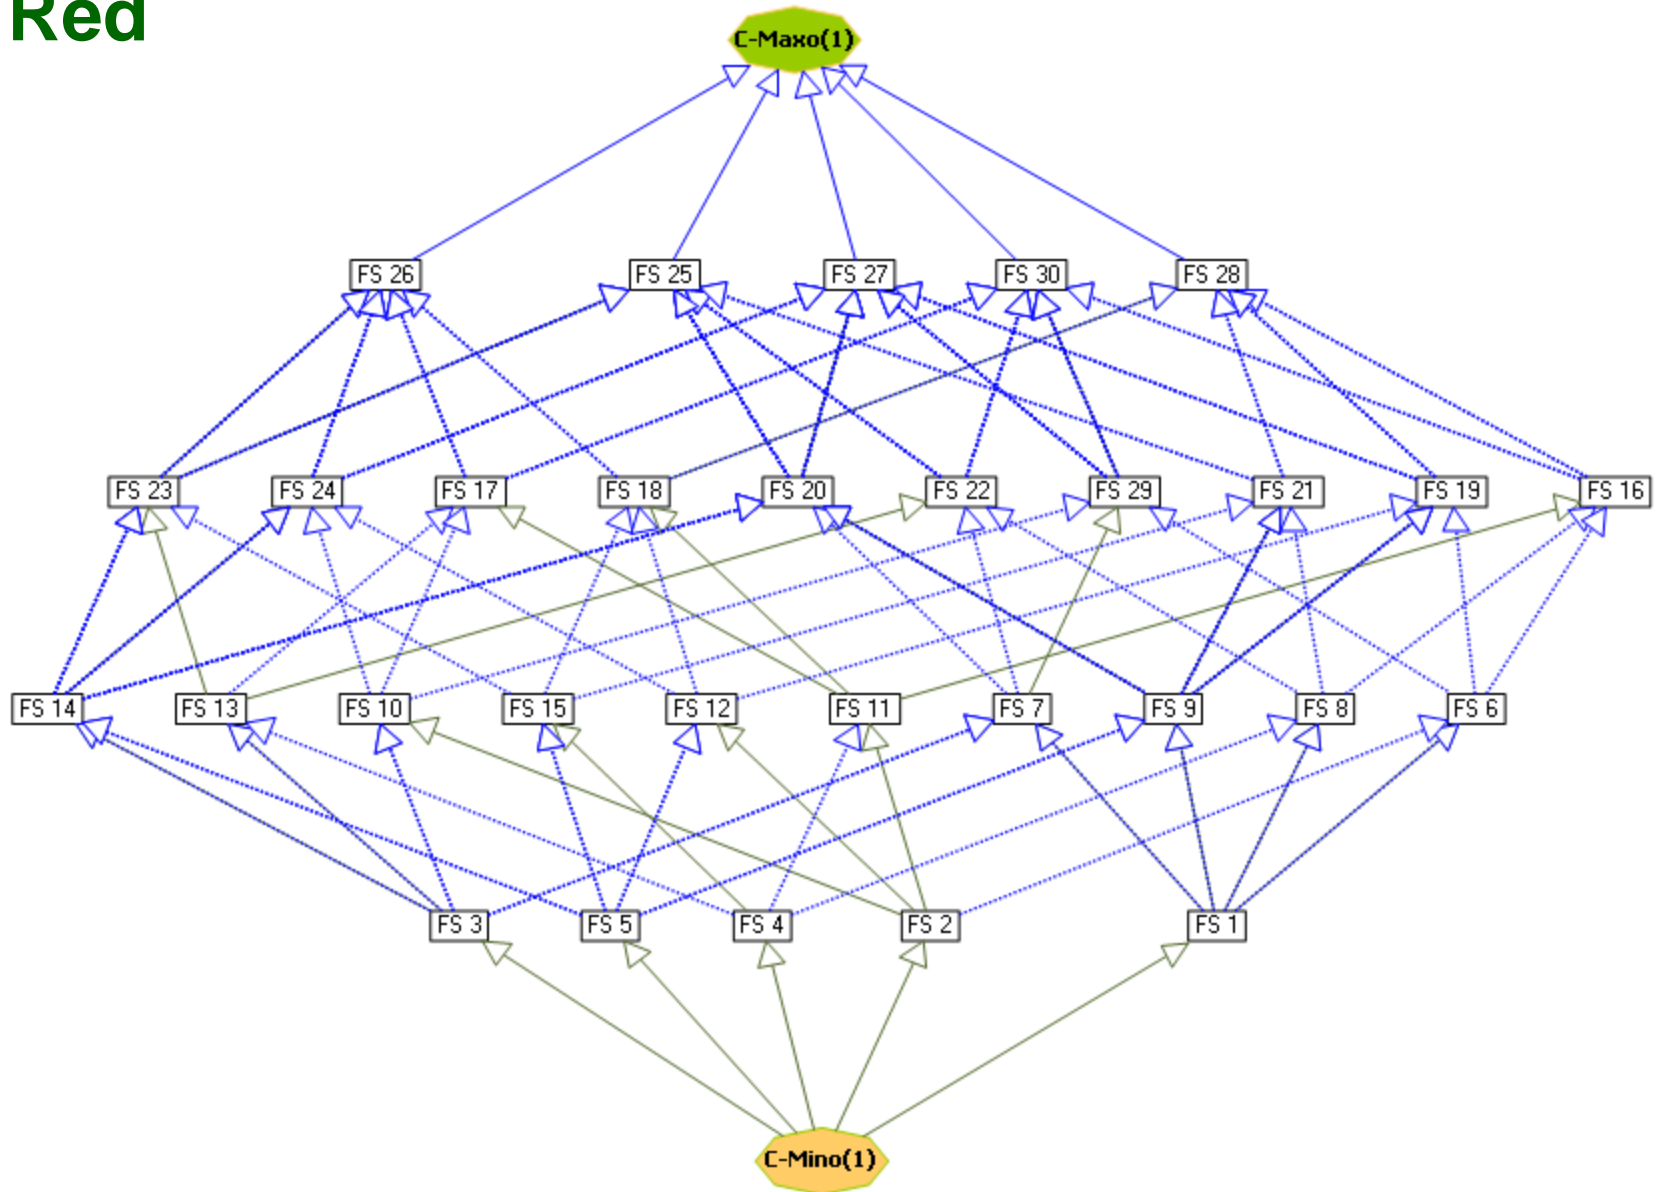 Red
C-Maxo(1)
FS 26
FS 25
FS 27
FS 30
FS 28
FS 23
FS 24
FS 17
FS 18
FS 20
FS 22
FS 29
FS 21
FS 19
FS 16
FS 14
FS 13
FS 10
FS 15
FS 12
FS 11
FS 7
FS 9
FS 8
FS 6
FS 3
FS 5
FS 4
FS 2
FS 1
C-Mino(1)